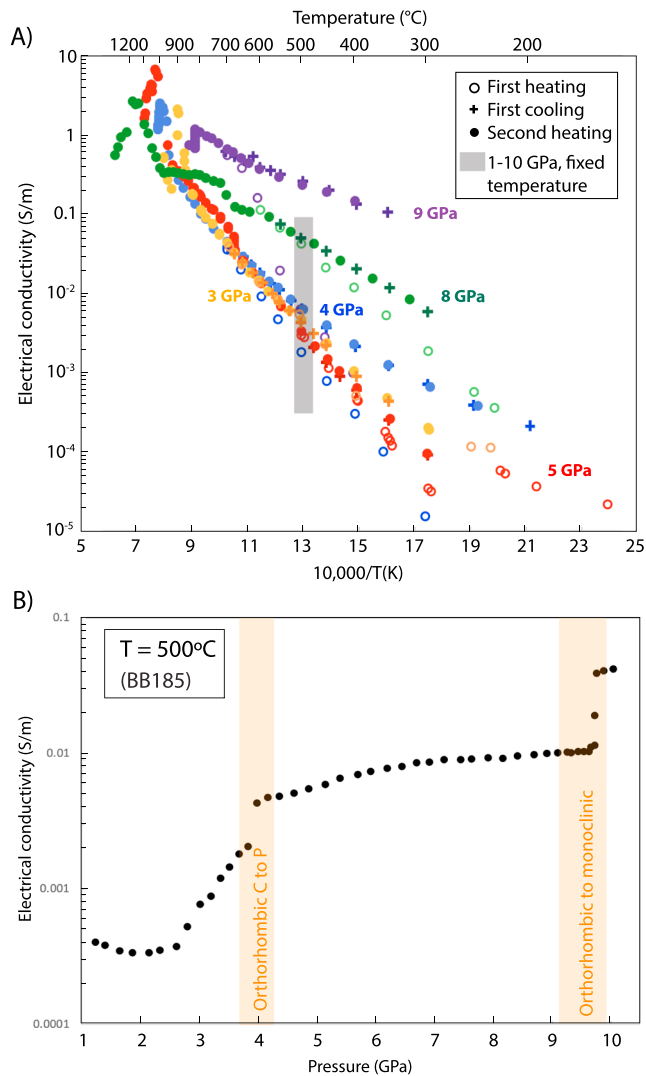 A)
Temperature (°C)
1200 900 700 600 500 400 300 200
10
1
0.1
10-2
10-3
10-4
10-5
Electrical conductivity (S/m)
First heating
First cooling
Second heating
1-10 GPa, fixed
temperature
9 GPa
8 GPa
3 GPa
4 GPa
5 GPa
5 7 9 11 13 15 17 19 21 23 25
10,000/T(K)
B)
0.1
0.01
0.001
0.0001
Electrical conductivity (S/m)
T = 500ºC
(BB185)
Orthorhombic C to P
Orthorhombic to monoclinic
1 2 3 4 5 6 7 8 9 10
Pressure (GPa)